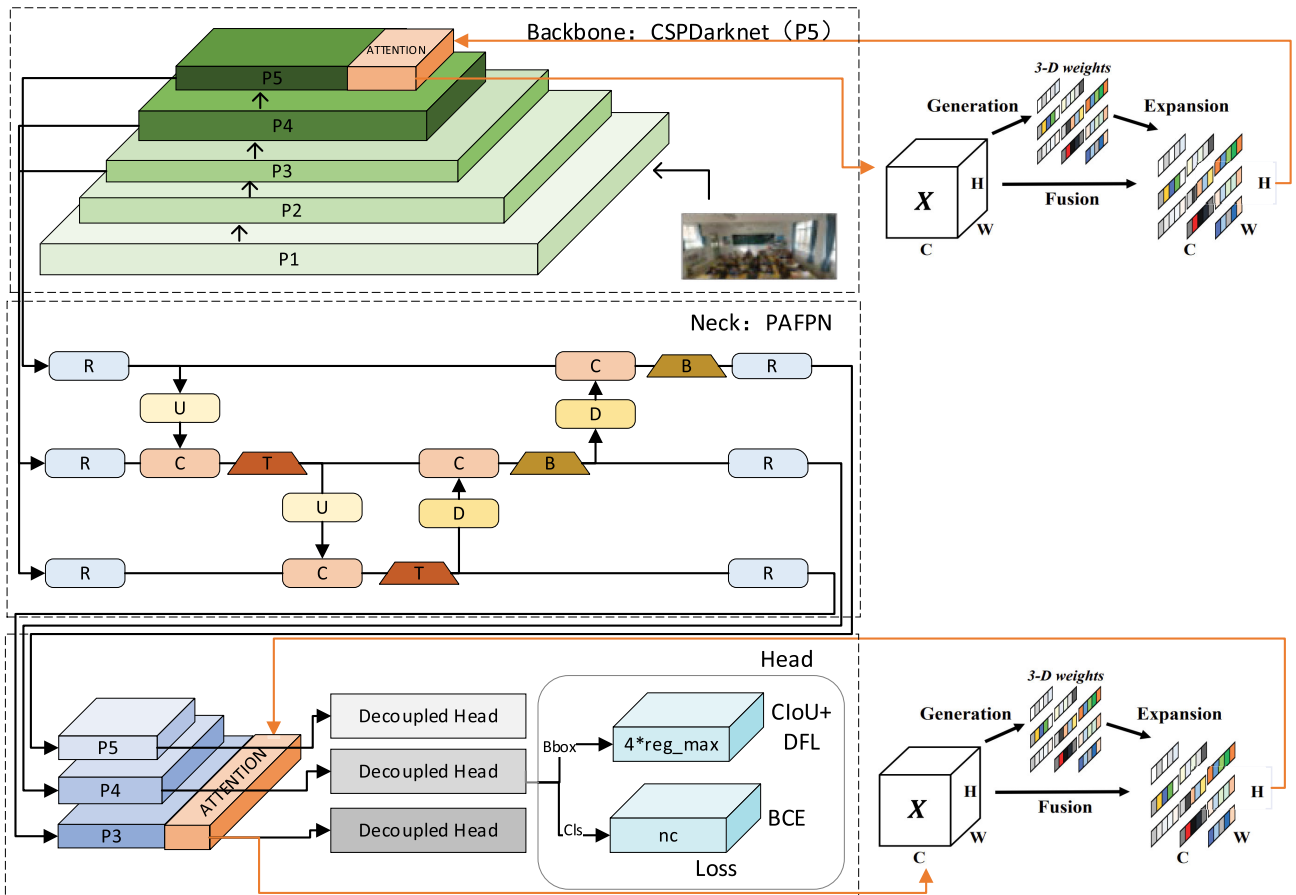 Backbone：CSPDarknet（P5）
ATTENTION
P5
P4
P3
P2
P1
3-D weights
Generation
Expansion
X
H
W
C
Fusion
H
W
C
Neck：PAFPN
R
C
B
R
U
D
R
C
T
C
B
R
U
D
R
C
T
R
Head
P5
P4
P3
ATTENTION
Decoupled Head
Decoupled Head
Decoupled Head
Bbox
Cls
4*reg_max
CIoU+
DFL
nc
BCE
Loss
3-D weights
Generation
Expansion
X
H
W
C
Fusion
H
W
C